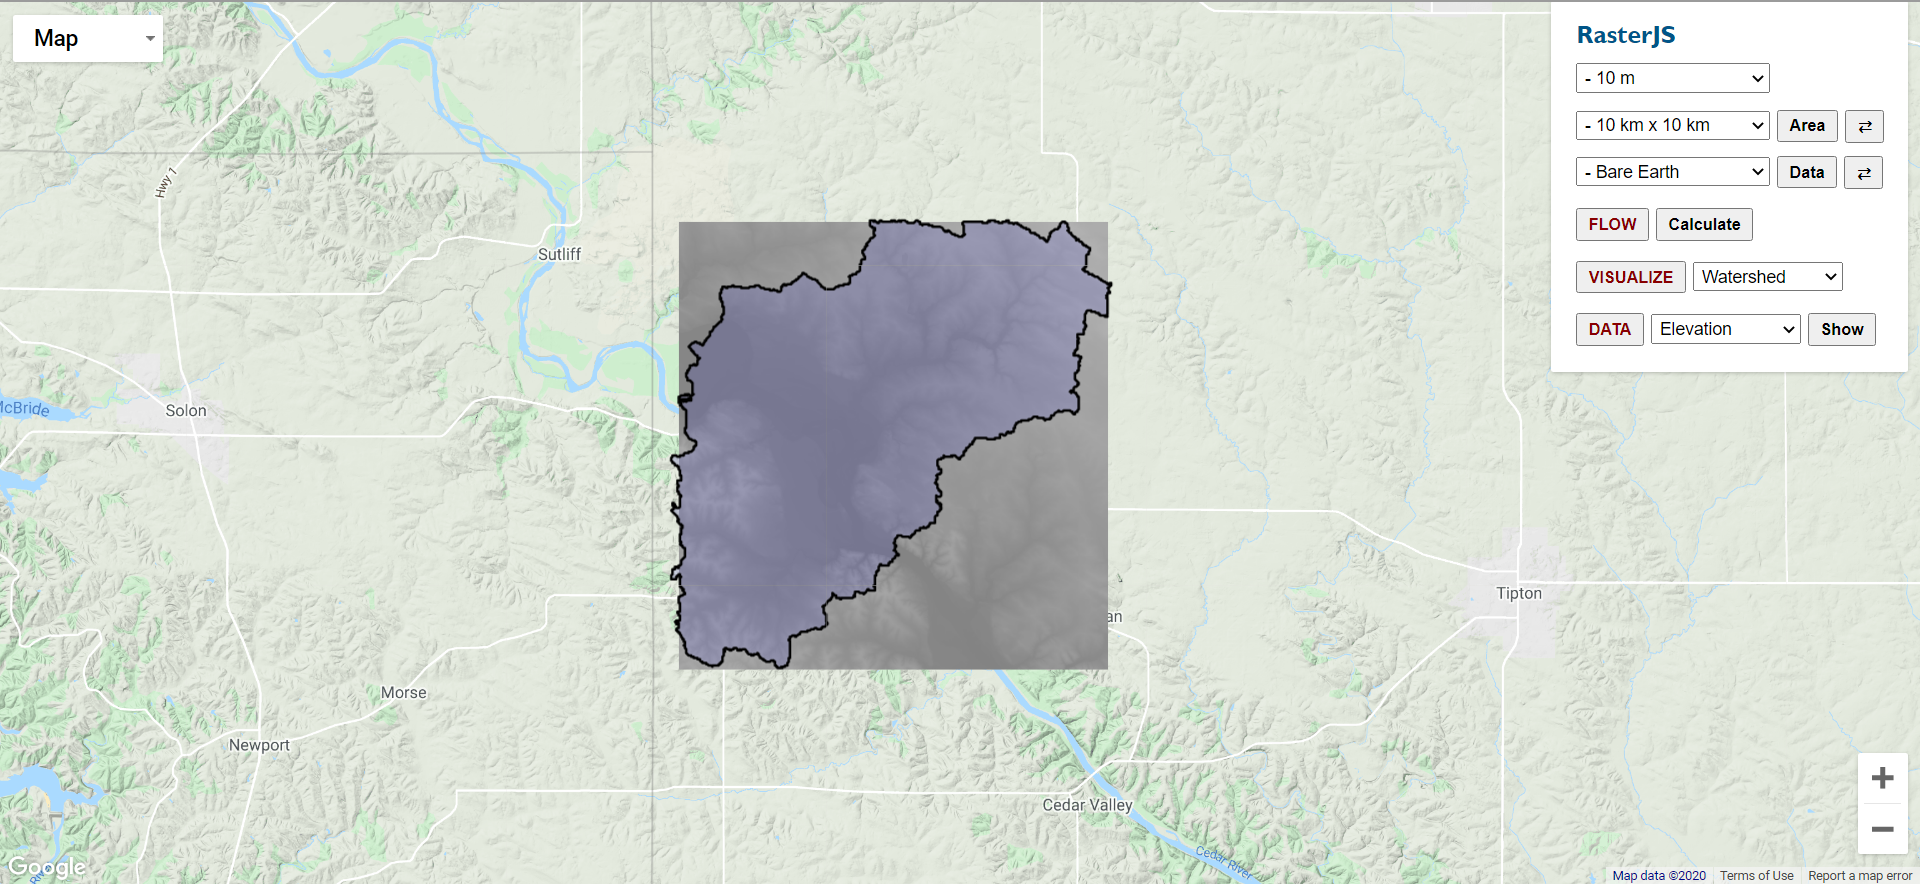 Map
RasterJS
- 10 m
- 10 km x 10 km
Area
⇄
- Bare Earth
Data
⇄
FLOW
Calculate
VISUALIZE
Watershed
DATA
Elevation
Show
Hwy 1
Sutliff
McBride
Solon
Tipton
an
Morse
Newport
Cedar Valley
Cedar River
+
−
Google
Map data ©2020
Terms of Use
Report a map error